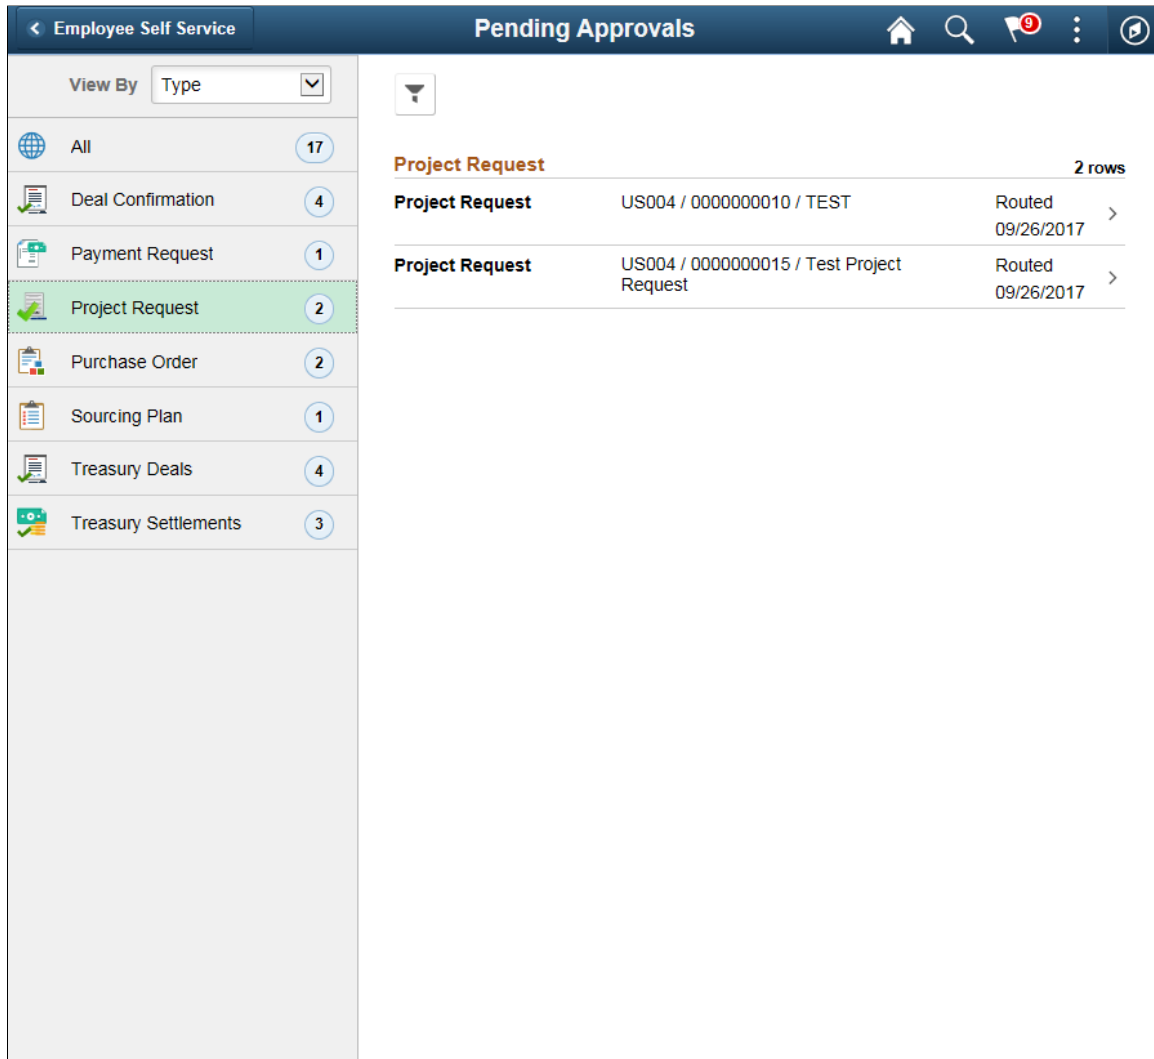 Employee Self Service
Pending Approvals
9
View By
Type
All
17
Deal Confirmation
4
Payment Request
1
Project Request
2
Purchase Order
2
Sourcing Plan
1
Treasury Deals
4
Treasury Settlements
3
Project Request
2 rows
Project Request
US004 / 0000000010 / TEST
Routed
09/26/2017
Project Request
US004 / 0000000015 / Test Project
Request
Routed
09/26/2017